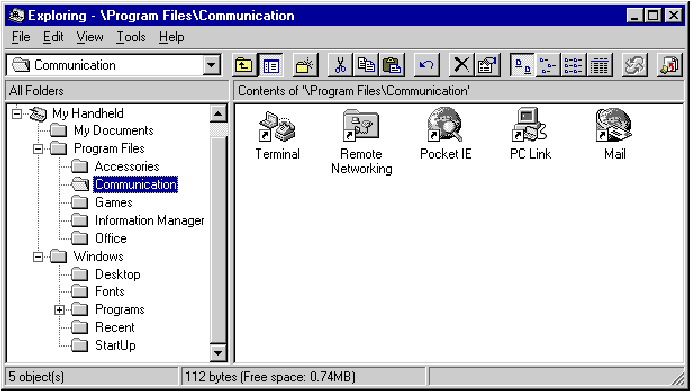 Exploring - \Program Files\Communication
File Edit View Tools Help
Communication
All Folders
Contents of '\Program Files\Communication'
My Handheld
My Documents
Program Files
Accessories
Communication
Games
Information Manager
Office
Windows
Desktop
Fonts
Programs
Recent
StartUp
Terminal
Remote
Networking
Pocket IE
PC Link
Mail
5 object(s)
112 bytes (Free space: 0.74MB)